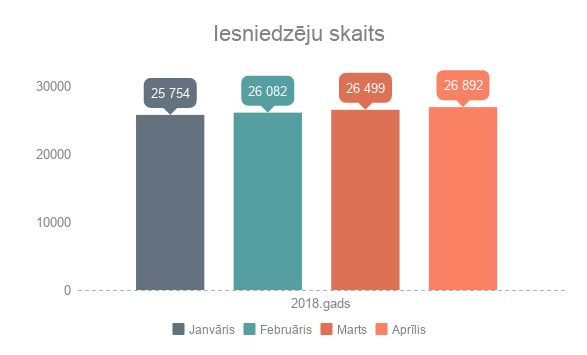 Iesniedzēju skaits
30000
20000
10000
0
25 754
26 082
26 499
26 892
2018.gads
Janvāris Februāris Marts Aprīlis